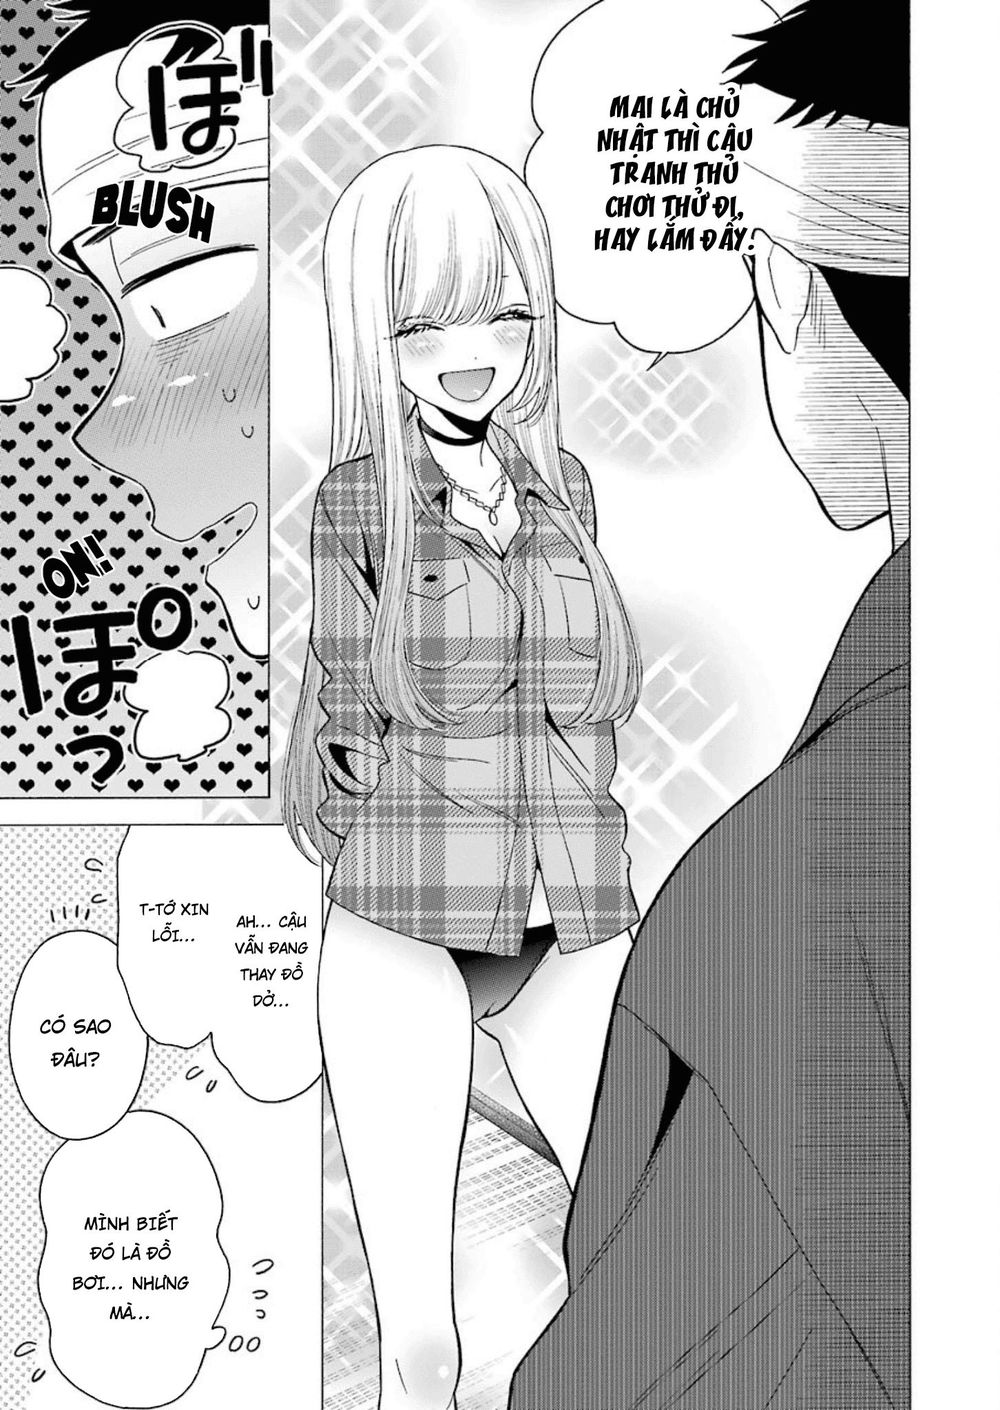 MAI LÀ CHỦ
NHẬT THÌ CẬU
TRANH THỦ
CHƠI THỬ ĐI,
HAY LẮM ĐẤY!
ぽ
BLUSH
ON!
ぽっ
AH... CẬU
VẪN ĐANG
THAY ĐỒ
DỞ...
T-TỚ XIN
LỖI...
CÓ SAO
ĐÂU?
MÌNH BIẾT
ĐÓ LÀ ĐỒ
BƠI... NHƯNG
MÀ...